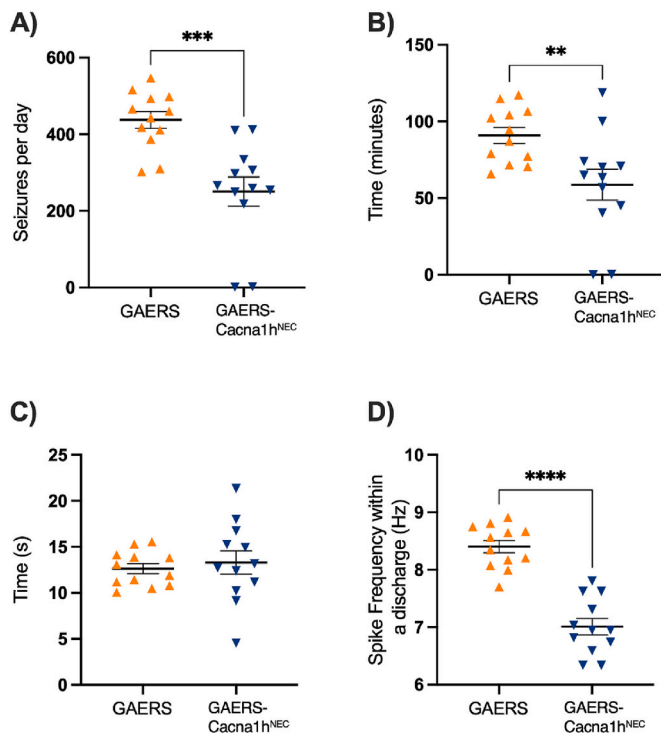 A)
Seizures per day
600
400
200
0
***
GAERS
GAERS-
Cacna1hᴺᴱᶜ
B)
Time (minutes)
150
100
50
0
**
GAERS
GAERS-
Cacna1hᴺᴱᶜ
C)
Time (s)
25
20
15
10
5
0
GAERS
GAERS-
Cacna1hᴺᴱᶜ
D)
Spike Frequency within
a discharge (Hz)
10
9
8
7
6
****
GAERS
GAERS-
Cacna1hᴺᴱᶜ